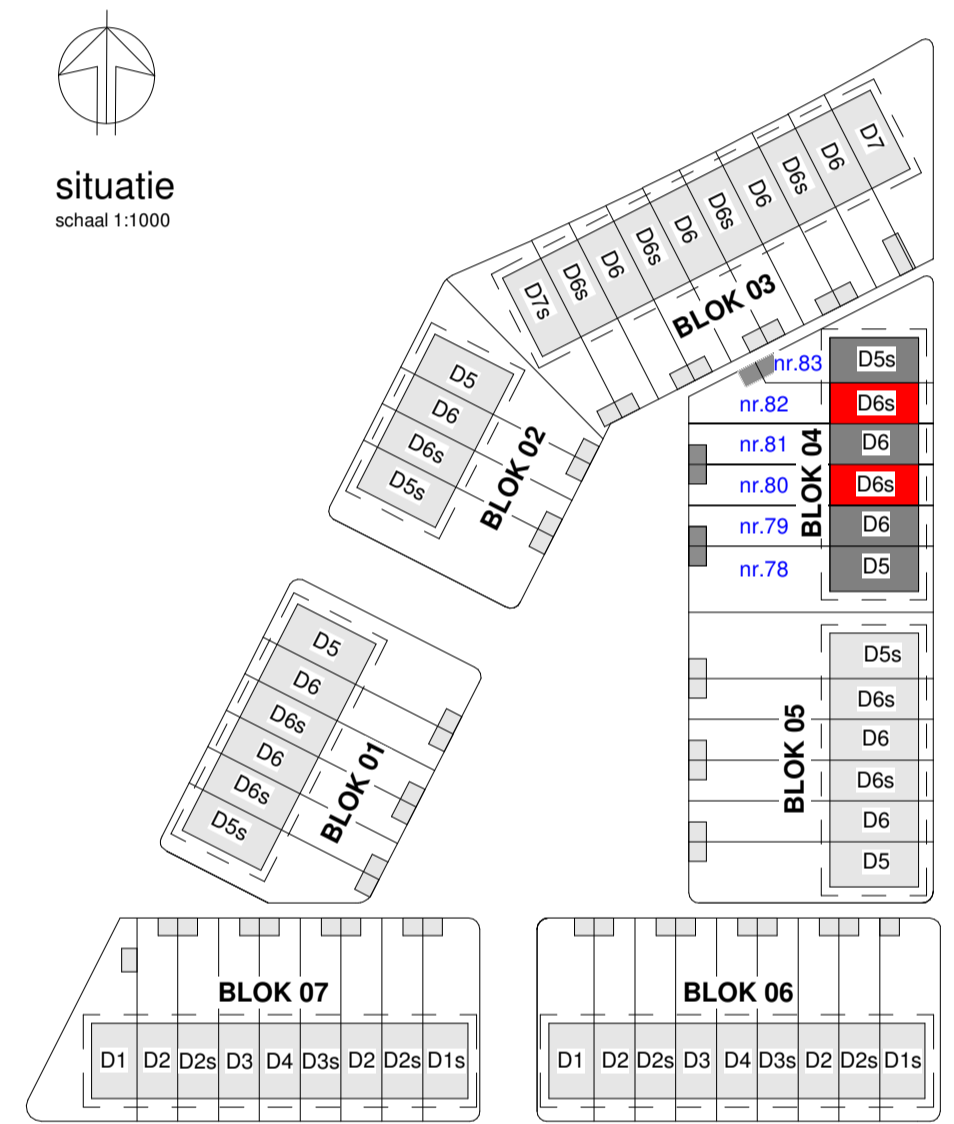 situatie
schaal 1:1000
D7s
D6s
D6
D6s
D6
D6s
D6
D6s
D6
D7
BLOK 03
D5
D6
D6s
D5s
BLOK 02
nr.83
D5s
nr.82
D6s
nr.81
D6
nr.80
D6s
nr.79
D6
nr.78
D5
BLOK 04
D5
D6
D6s
D6
D6s
D5s
BLOK 01
D5s
D6s
D6
D6s
D6
D5
BLOK 05
BLOK 07
D1 D2 D2s D3 D4 D3s D2 D2s D1s
BLOK 06
D1 D2 D2s D3 D4 D3s D2 D2s D1s